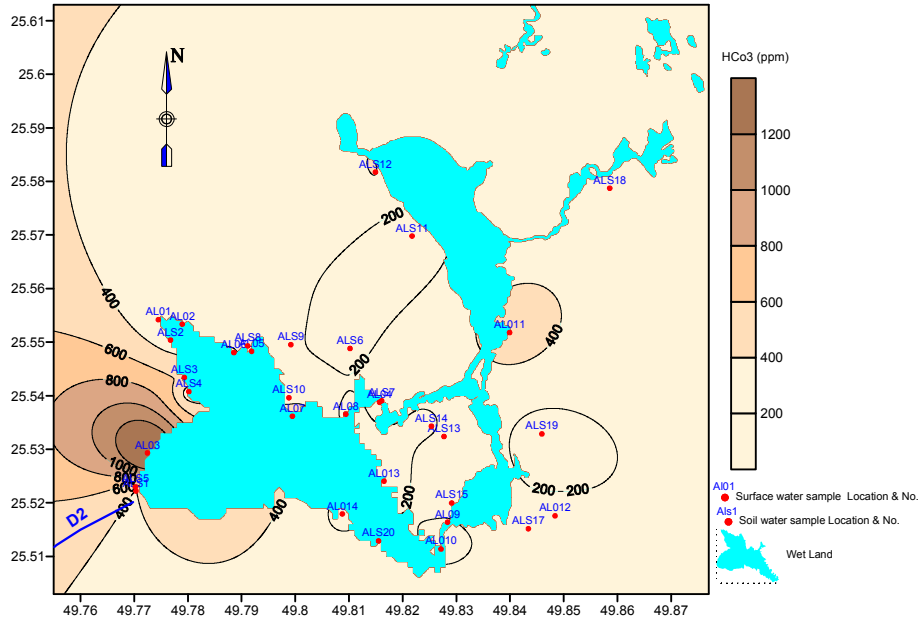 25.61
25.6
25.59
25.58
25.57
25.56
25.55
25.54
25.53
25.52
25.51
49.76
49.77
49.78
49.79
49.8
49.81
49.82
49.83
49.84
49.85
49.86
49.87
N
ALS12
ALS18
200
ALS11
400
AL01
AL02
ALS2
ALS8
AL05
ALS9
ALS6
200
AL011
400
600
ALS3
ALS4
800
ALS10
AL07
AL08
ALS7
ALS14
ALS13
ALS19
AL03
1000
800
600
ALS5
400
D2
AL013
200
200
200
ALS15
AL014
400
AL09
AL012
ALS17
ALS20
AL010
HCo3 (ppm)
1200
1000
800
600
400
200
Al01
Surface water sample Location & No.
Als1
Soil water sample Location & No.
Wet Land